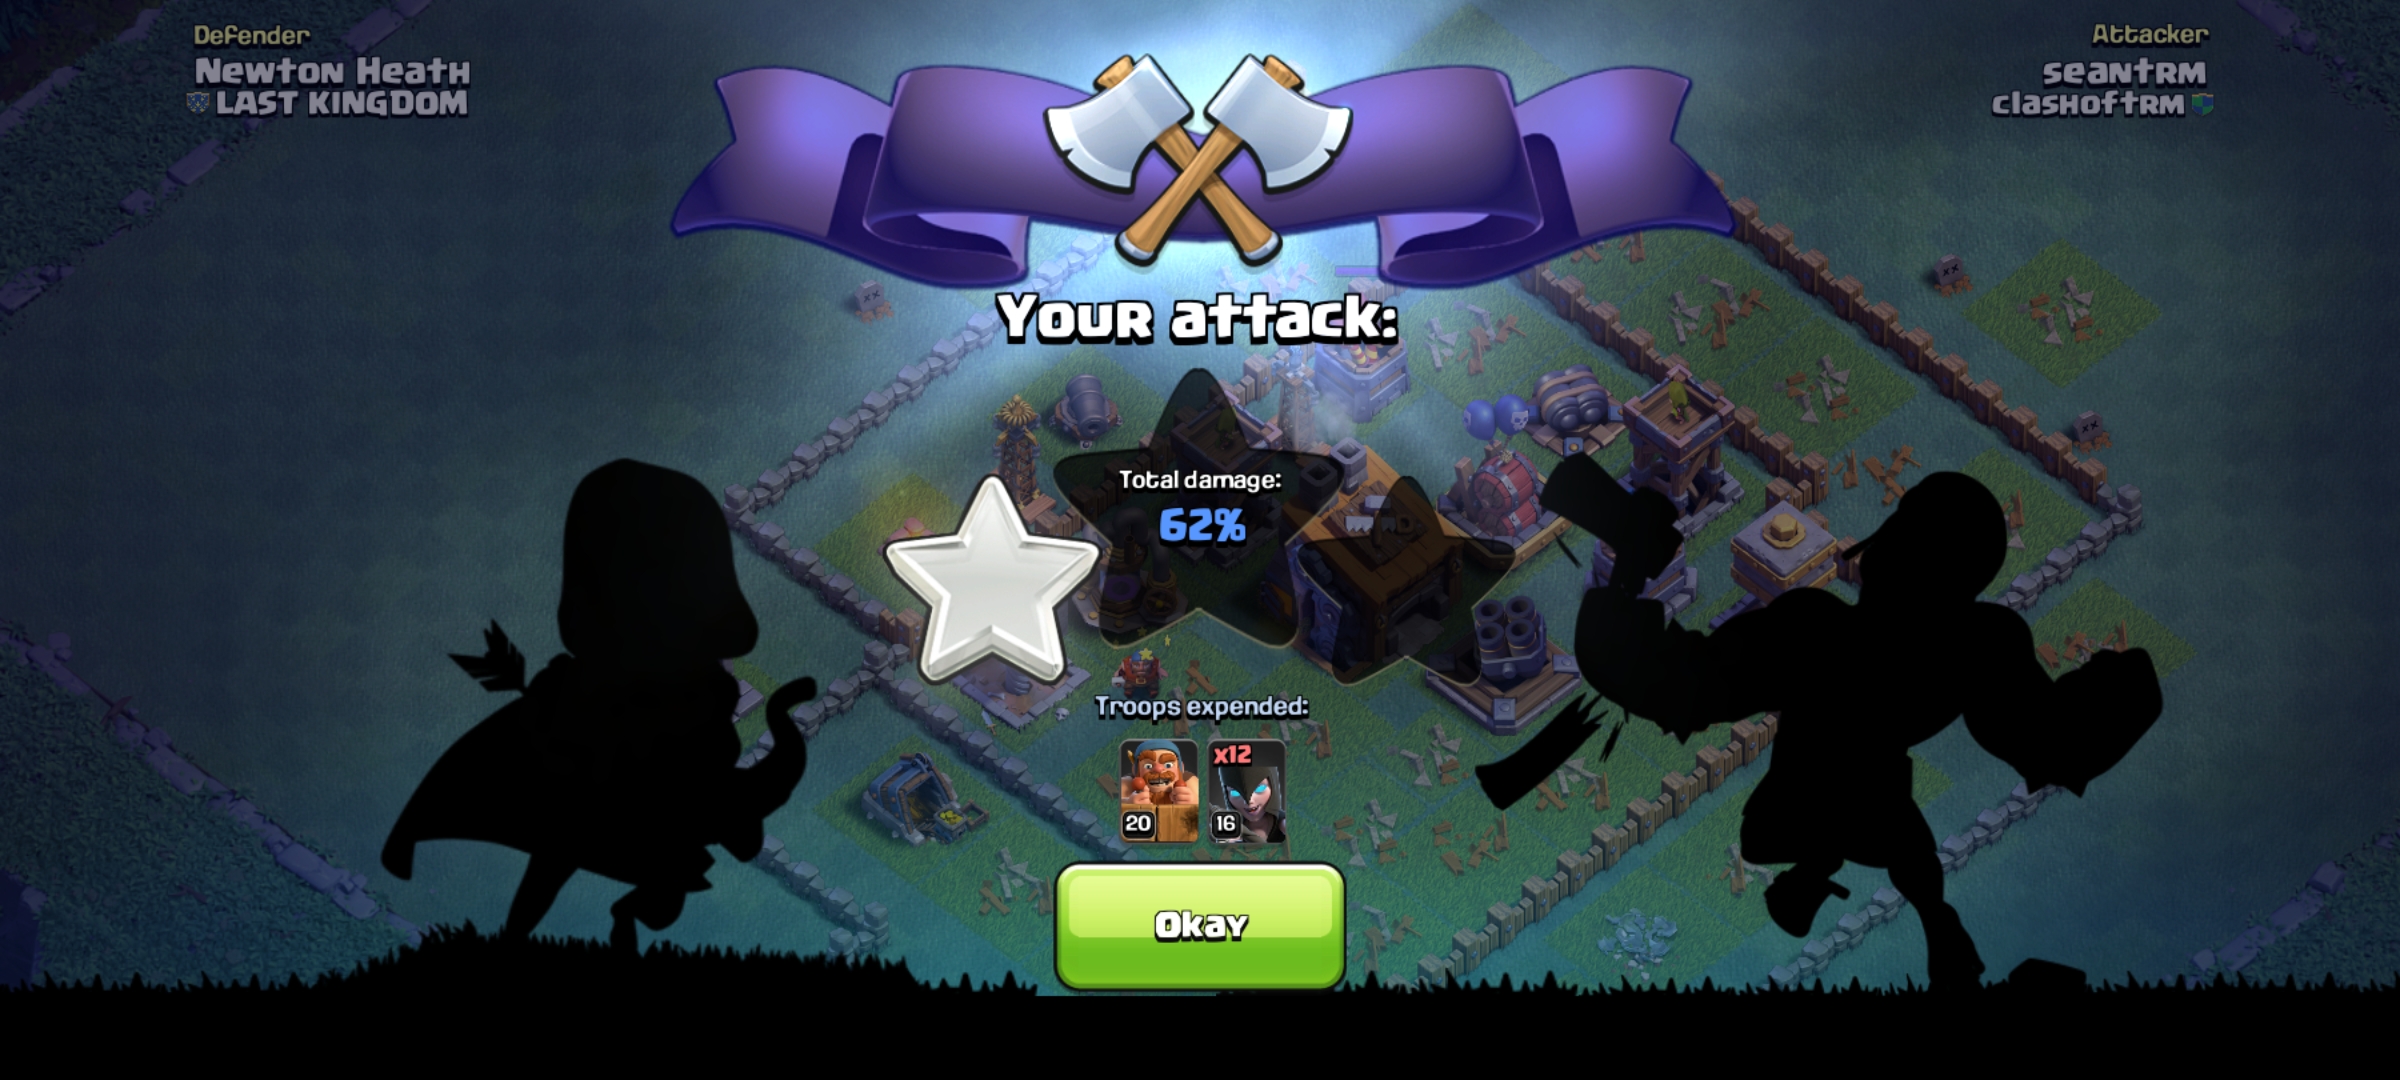 Defender
Newton Heath
LAST KINGDOM
Attacker
seantRM
clashoftRM
Your attack:
Total damage:
62%
Troops expended:
x12
20
16
Okay